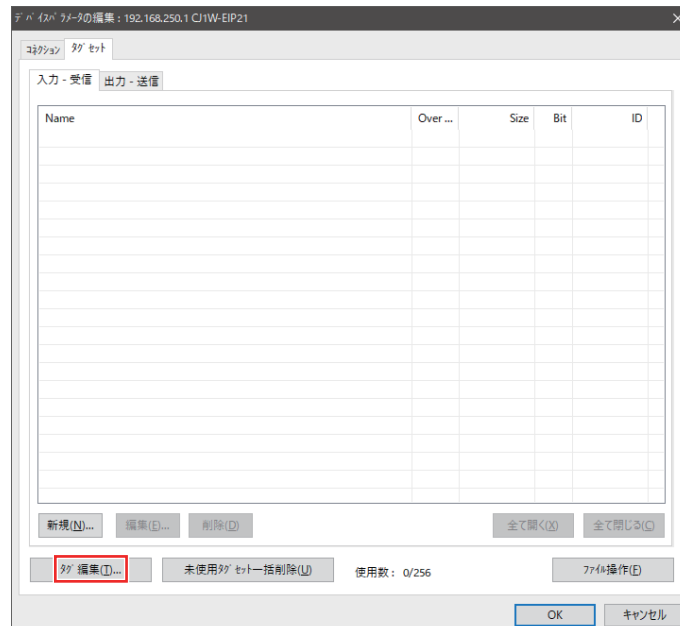 ﾃﾞﾊﾞｲｽﾊﾟﾗﾒｰﾀの編集 : 192.168.250.1 CJ1W-EIP21
ｺﾈｸｼｮﾝ ﾀｸﾞｾｯﾄ
入力 - 受信 出力 - 送信
Name Over ... Size Bit ID
新規(N)... 編集(E)... 削除(D) 全て開く(X) 全て閉じる(C)
ﾀｸﾞ編集(T)... 未使用ﾀｸﾞｾｯﾄ一括削除(U) 使用数 : 0/256 ﾌｧｲﾙ操作(F)
OK キャンセル